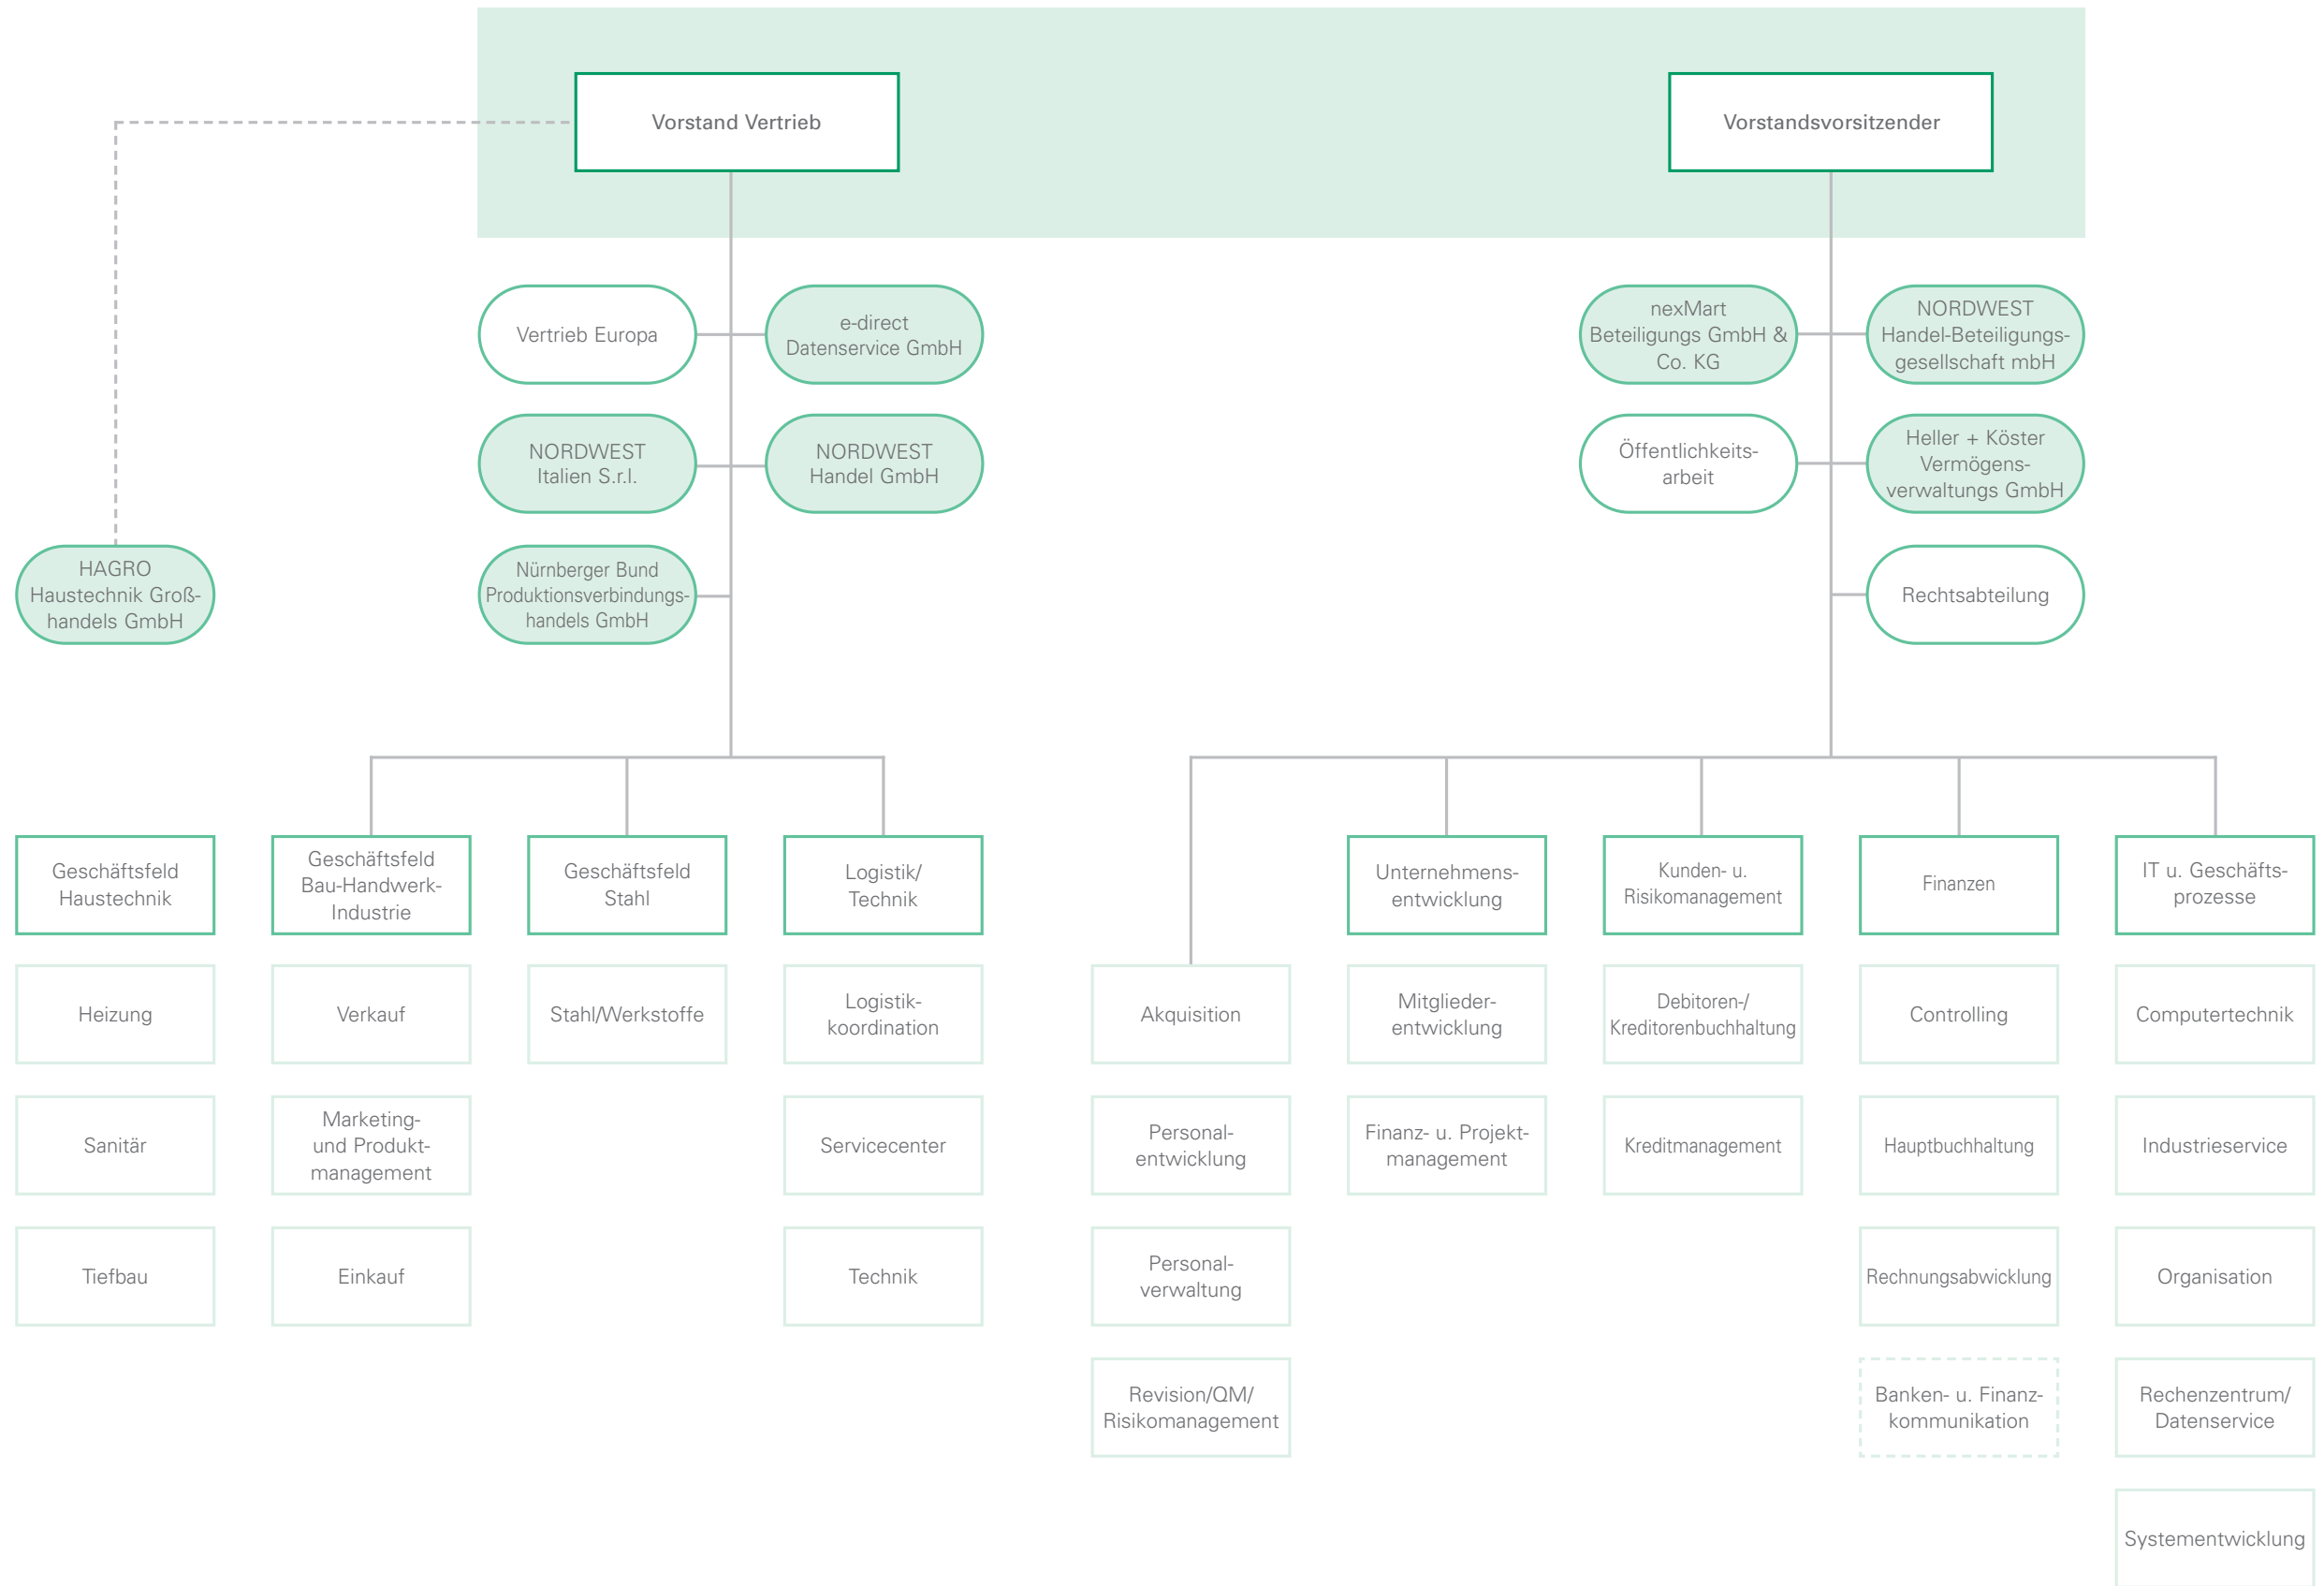 Vorstand Vertrieb
Vorstandsvorsitzender
Vertrieb Europa
e-direct
Datenservice GmbH
nexMart
Beteiligungs GmbH &
Co. KG
NORDWEST
Handel-Beteiligungs-
gesellschaft mbH
NORDWEST
Italien S.r.l.
NORDWEST
Handel GmbH
Öffentlichkeits-
arbeit
Heller + Köster
Vermögens-
verwaltungs GmbH
HAGRO
Haustechnik Groß-
handels GmbH
Nürnberger Bund
Produktionsverbindungs-
handels GmbH
Rechtsabteilung
Geschäftsfeld
Haustechnik
Geschäftsfeld
Bau-Handwerk-
Industrie
Geschäftsfeld
Stahl
Logistik/
Technik
Unternehmens-
entwicklung
Kunden- u.
Risikomanagement
Finanzen
IT u. Geschäfts-
prozesse
Heizung
Verkauf
Stahl/Werkstoffe
Logistik-
koordination
Akquisition
Mitglieder-
entwicklung
Debitoren-/
Kreditorenbuchhaltung
Controlling
Computertechnik
Sanitär
Marketing-
und Produkt-
management
Servicecenter
Personal-
entwicklung
Finanz- u. Projekt-
management
Kreditmanagement
Hauptbuchhaltung
Industrieservice
Tiefbau
Einkauf
Technik
Personal-
verwaltung
Rechnungsabwicklung
Organisation
Revision/QM/
Risikomanagement
Banken- u. Finanz-
kommunikation
Rechenzentrum/
Datenservice
Systementwicklung